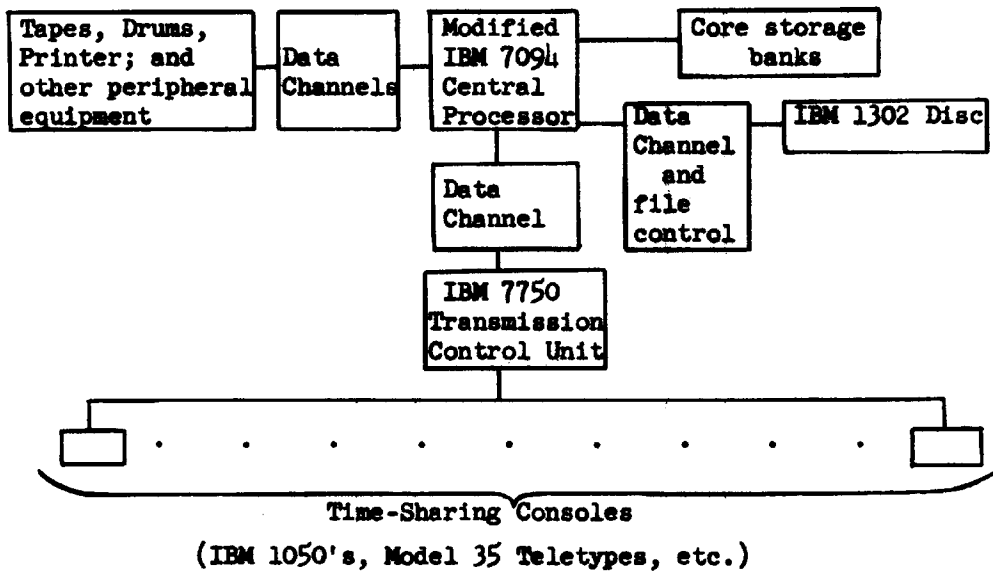 Tapes, Drums,
Printer; and
other peripheral
equipment
Data
Channels
Modified
IBM 7094
Central
Processor
Core storage
banks
Data
Channel
and
file
control
IBM 1302 Disc
Data
Channel
IBM 7750
Transmission
Control Unit
Time-Sharing Consoles
(IBM 1050's, Model 35 Teletypes, etc.)